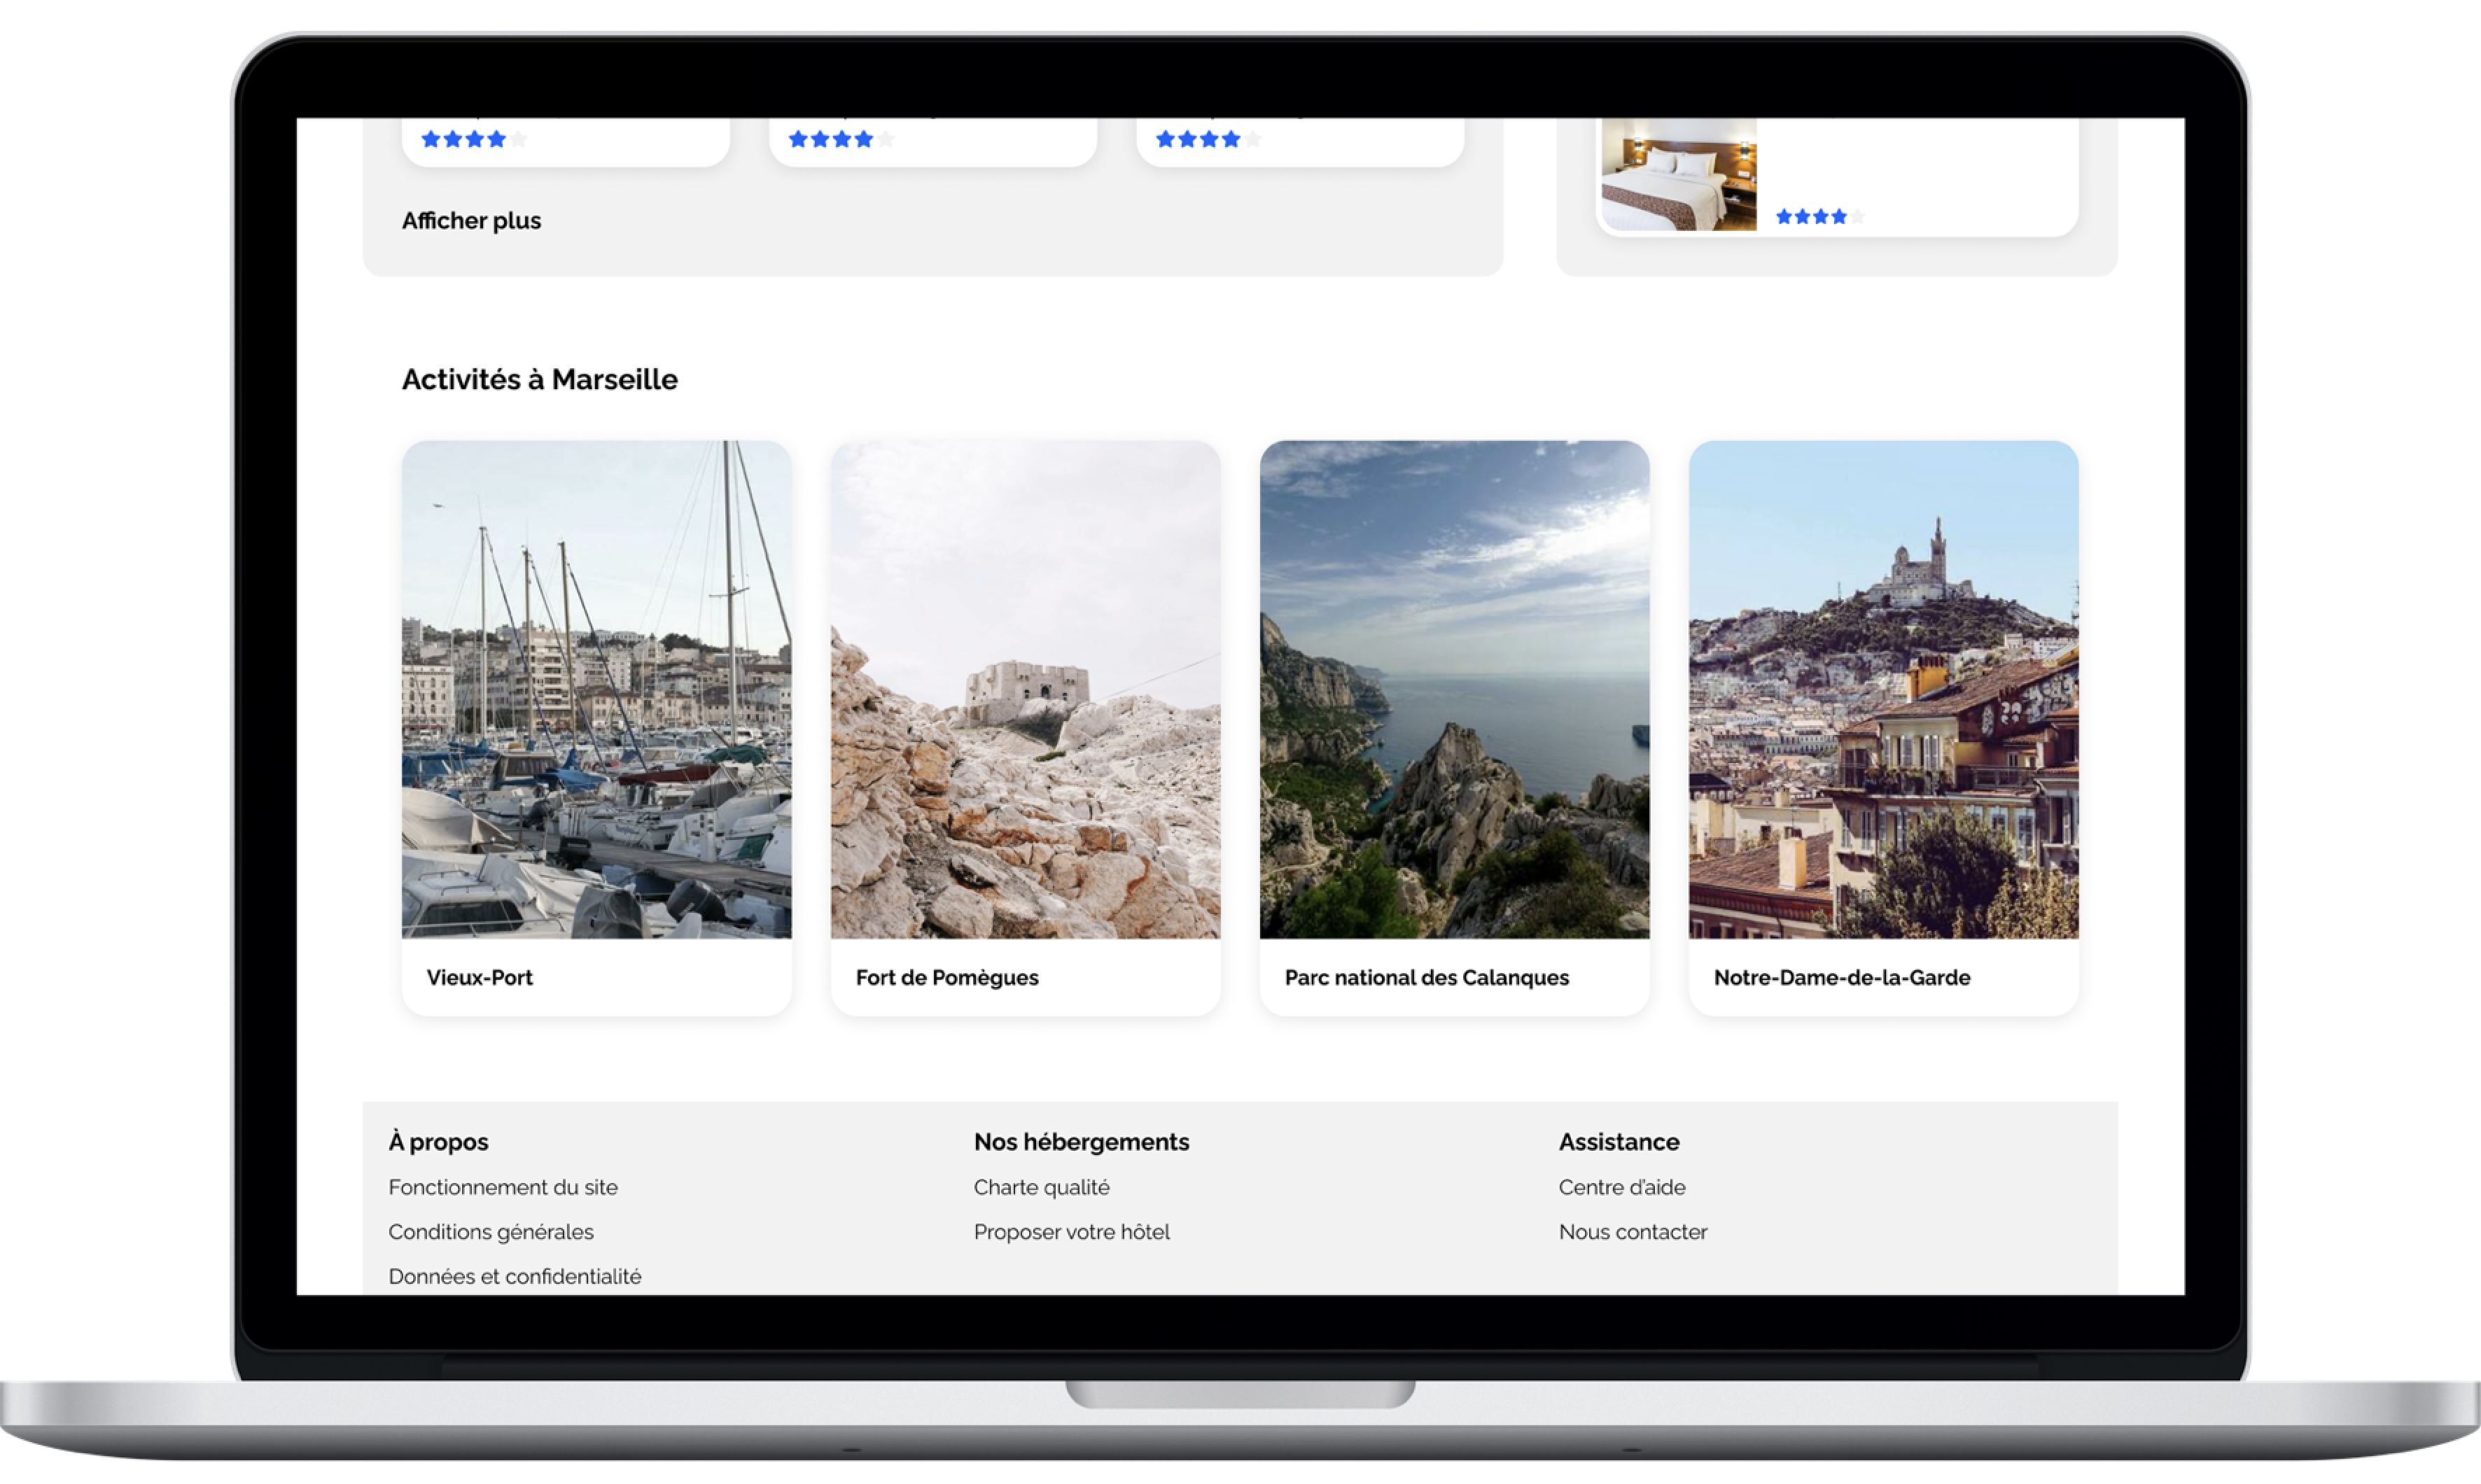 Afficher plus
Activités à Marseille
Vieux-Port
Fort de Pomègues
Parc national des Calanques
Notre-Dame-de-la-Garde
À propos
Fonctionnement du site
Conditions générales
Données et confidentialité
Nos hébergements
Charte qualité
Proposer votre hôtel
Assistance
Centre d'aide
Nous contacter